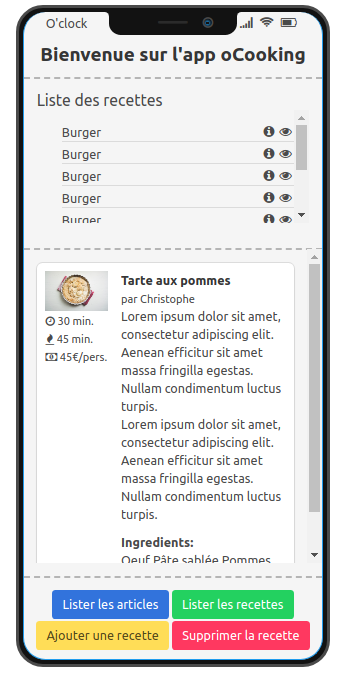 O'clock
Bienvenue sur l'app oCooking
Liste des recettes
Burger
Burger
Burger
Burger
Burger
Tarte aux pommes
par Christophe
30 min.
45 min.
45€/pers.
Lorem ipsum dolor sit amet,
consectetur adipiscing elit.
Aenean efficitur sit amet
massa fringilla egestas.
Nullam condimentum luctus
turpis.
Lorem ipsum dolor sit amet,
consectetur adipiscing elit.
Aenean efficitur sit amet
massa fringilla egestas.
Nullam condimentum luctus
turpis.
Ingredients:
Oeuf Pâte sablée Pommes
Lister les articles
Lister les recettes
Ajouter une recette
Supprimer la recette